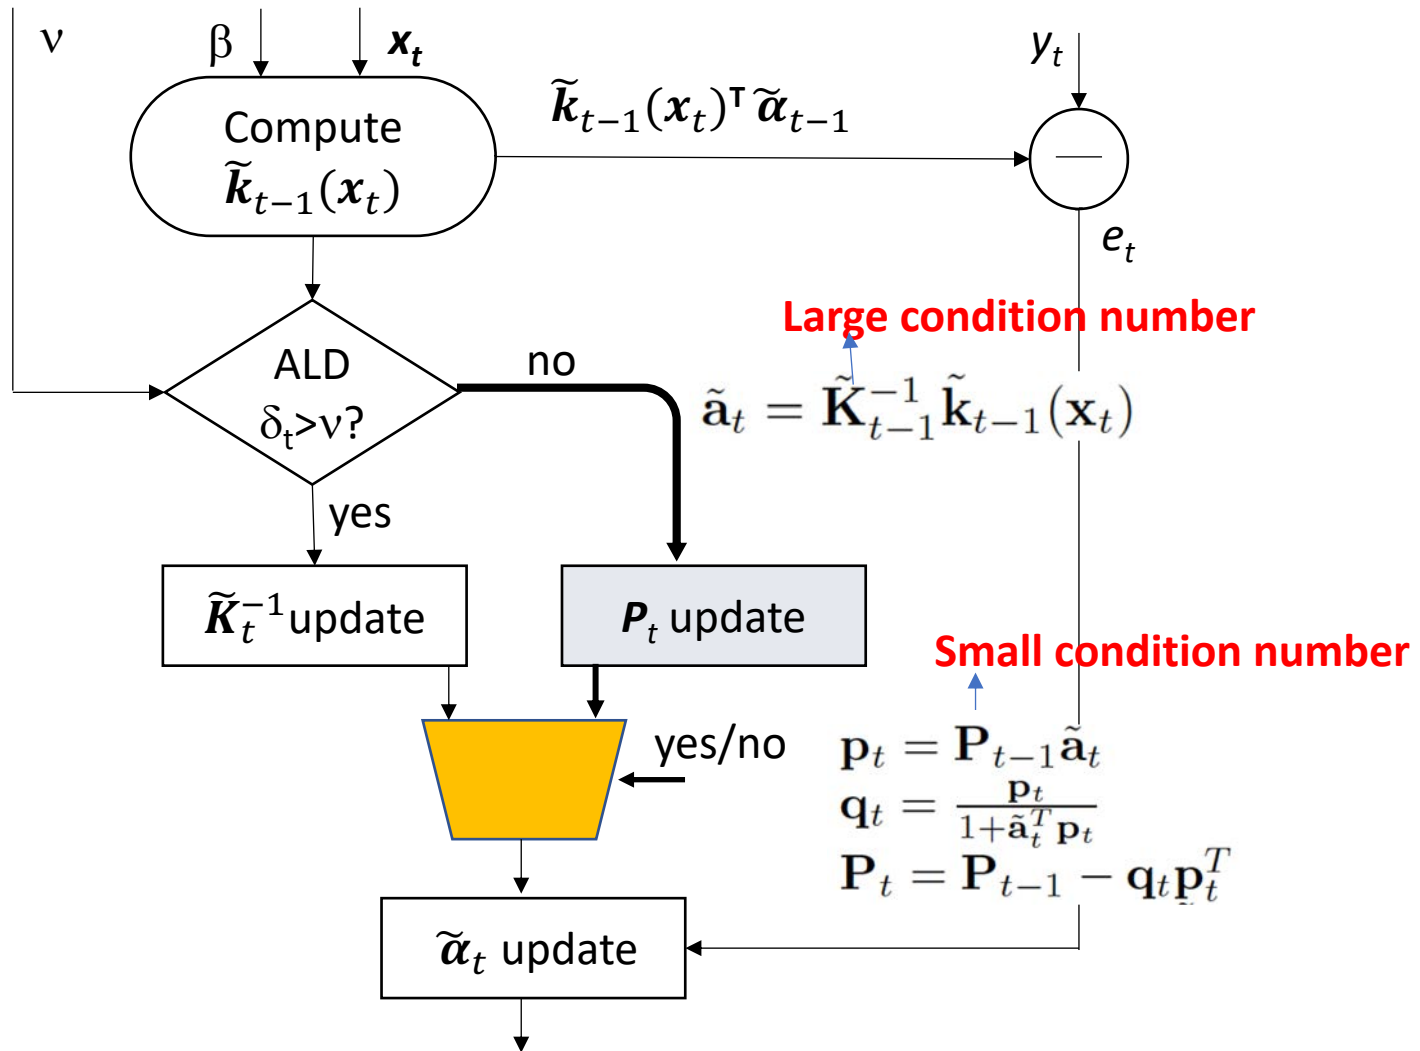 ν
β
x_t
y_t
Compute
k̃_{t−1}(x_t)
k̃_{t−1}(x_t)^T α̃_{t−1}
—
e_t
Large condition number
ALD
δ_t>ν?
no
ã_t = K̃_{t−1}^{−1} k̃_{t−1}(x_t)
yes
K̃_t^{−1} update
P_t update
Small condition number
yes/no
p_t = P_{t−1} ã_t
q_t = p_t / (1+ã_t^T p_t)
P_t = P_{t−1} − q_t p_t^T
α̃_t update